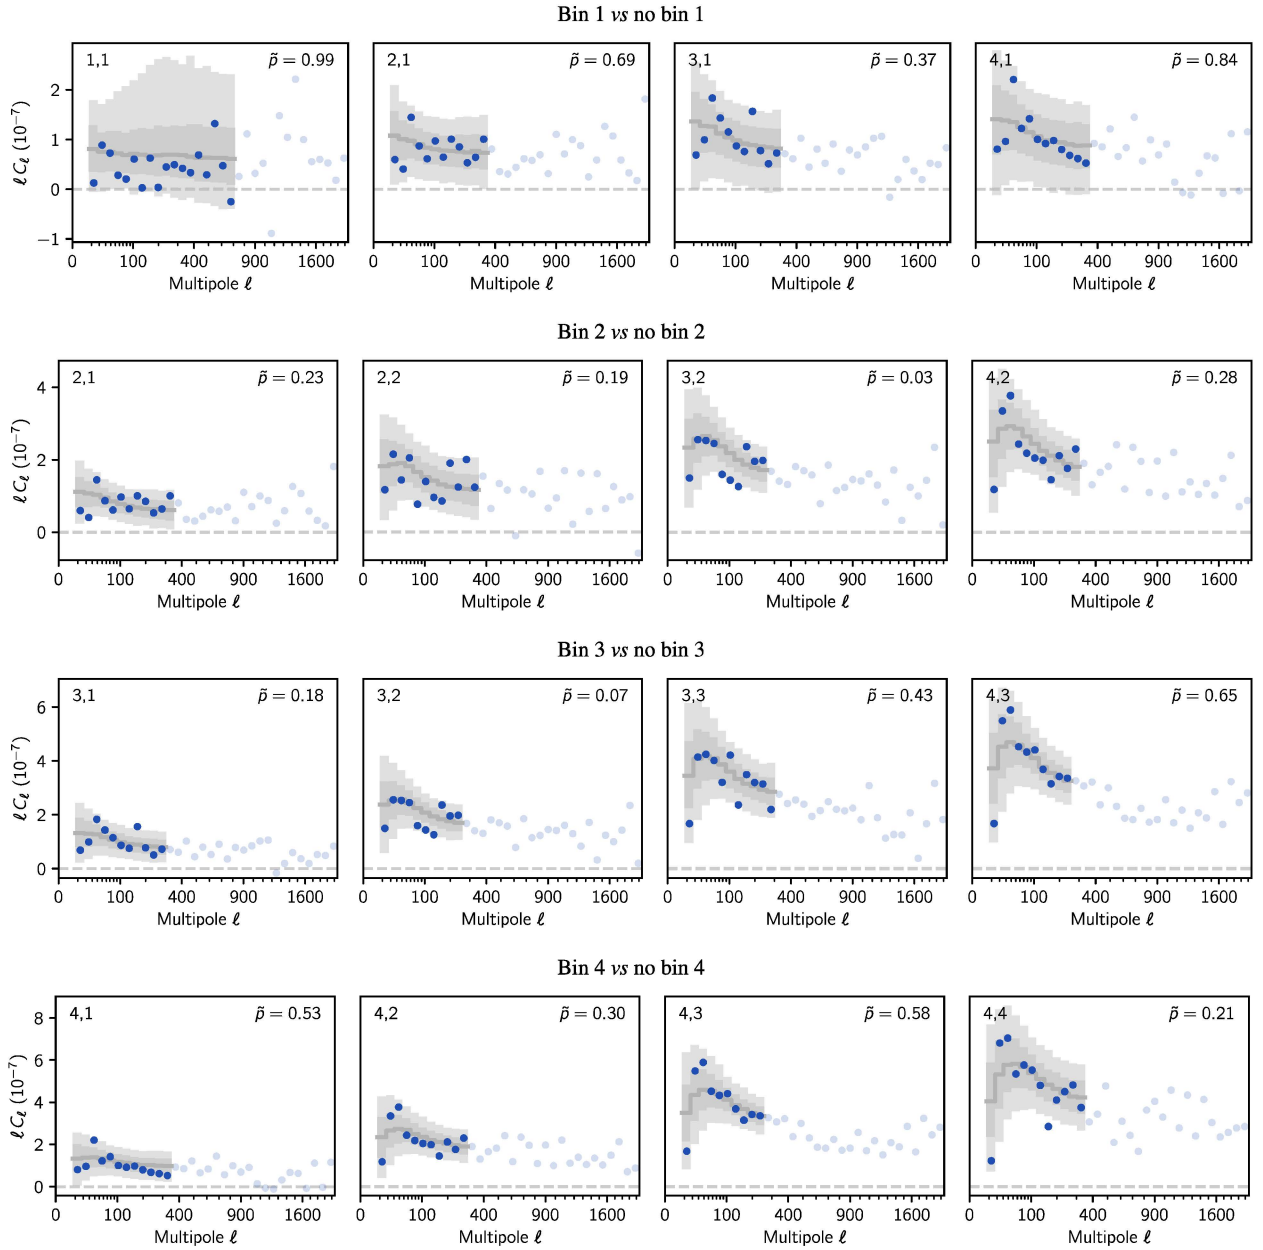 Bin 1 vs no bin 1
1,1 p̃ = 0.99 2,1 p̃ = 0.69 3,1 p̃ = 0.37 4,1 p̃ = 0.84
ℓCℓ (10⁻⁷)
2
1
0
−1
0 100 400 900 1600 0 100 400 900 1600 0 100 400 900 1600 0 100 400 900 1600
Multipole ℓ Multipole ℓ Multipole ℓ Multipole ℓ
Bin 2 vs no bin 2
2,1 p̃ = 0.23 2,2 p̃ = 0.19 3,2 p̃ = 0.03 4,2 p̃ = 0.28
ℓCℓ (10⁻⁷)
4
2
0
0 100 400 900 1600 0 100 400 900 1600 0 100 400 900 1600 0 100 400 900 1600
Multipole ℓ Multipole ℓ Multipole ℓ Multipole ℓ
Bin 3 vs no bin 3
3,1 p̃ = 0.18 3,2 p̃ = 0.07 3,3 p̃ = 0.43 4,3 p̃ = 0.65
ℓCℓ (10⁻⁷)
6
4
2
0
0 100 400 900 1600 0 100 400 900 1600 0 100 400 900 1600 0 100 400 900 1600
Multipole ℓ Multipole ℓ Multipole ℓ Multipole ℓ
Bin 4 vs no bin 4
4,1 p̃ = 0.53 4,2 p̃ = 0.30 4,3 p̃ = 0.58 4,4 p̃ = 0.21
ℓCℓ (10⁻⁷)
8
6
4
2
0
0 100 400 900 1600 0 100 400 900 1600 0 100 400 900 1600 0 100 400 900 1600
Multipole ℓ Multipole ℓ Multipole ℓ Multipole ℓ